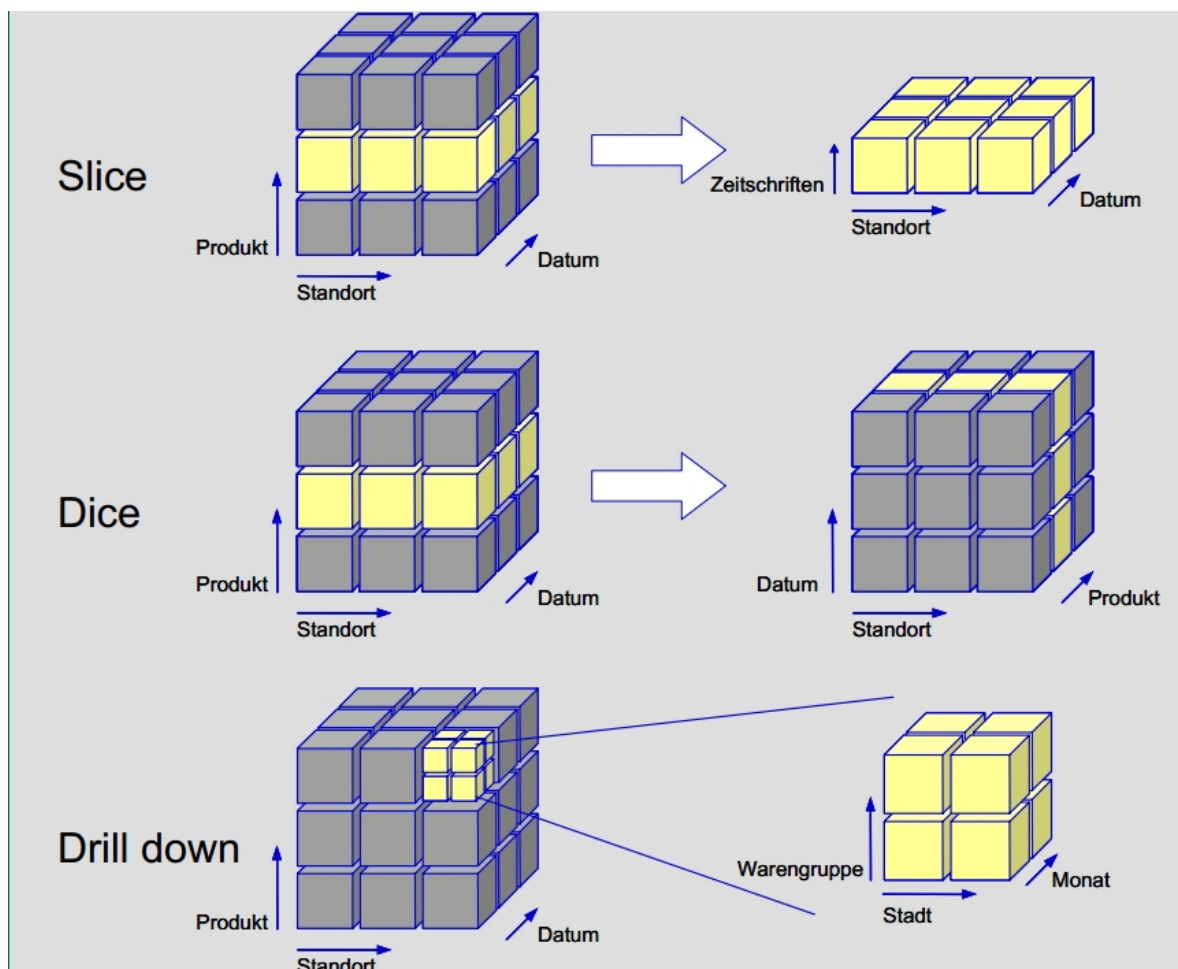 Slice
Produkt
Standort
Datum
Zeitschriften
Standort
Datum
Dice
Produkt
Standort
Datum
Datum
Standort
Produkt
Drill down
Produkt
Standort
Datum
Warengruppe
Stadt
Monat